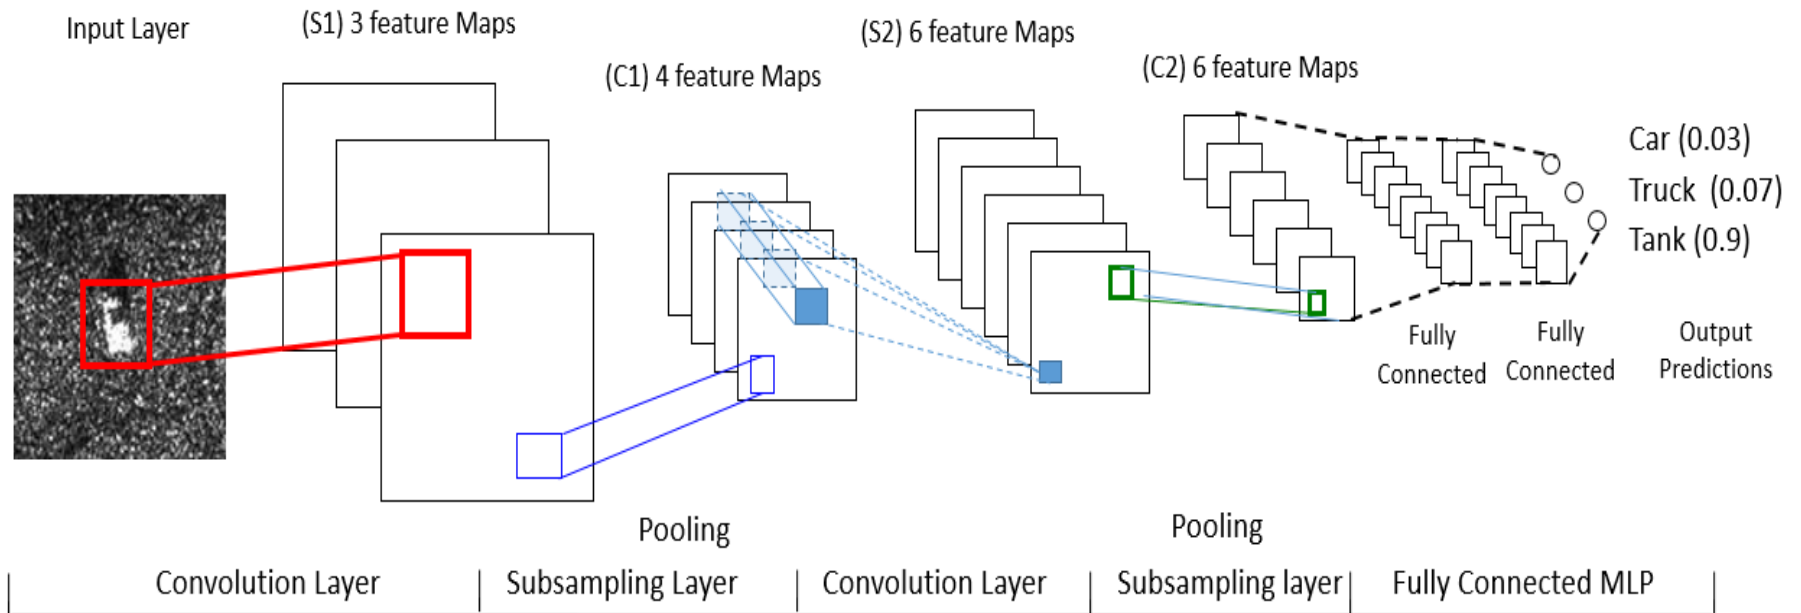 Input Layer
(S1) 3 feature Maps
(C1) 4 feature Maps
(S2) 6 feature Maps
(C2) 6 feature Maps
Car (0.03)
Truck (0.07)
Tank (0.9)
Fully
Connected
Fully
Connected
Output
Predictions
Pooling
Pooling
Convolution Layer
Subsampling Layer
Convolution Layer
Subsampling layer
Fully Connected MLP